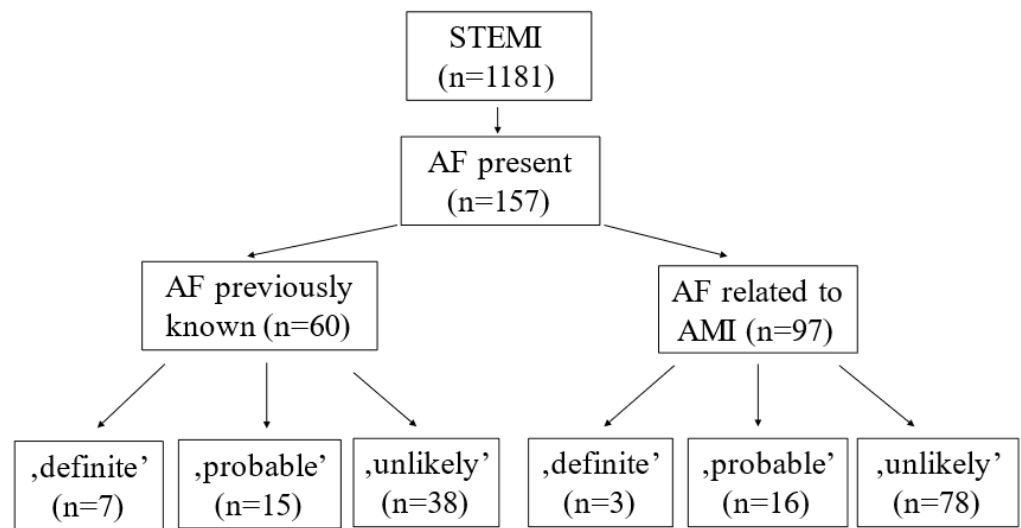 STEMI
(n=1181)
AF present
(n=157)
AF previously
known (n=60)
AF related to
AMI (n=97)
‚definite’
(n=7)
‚probable’
(n=15)
‚unlikely’
(n=38)
‚definite’
(n=3)
‚probable’
(n=16)
‚unlikely’
(n=78)